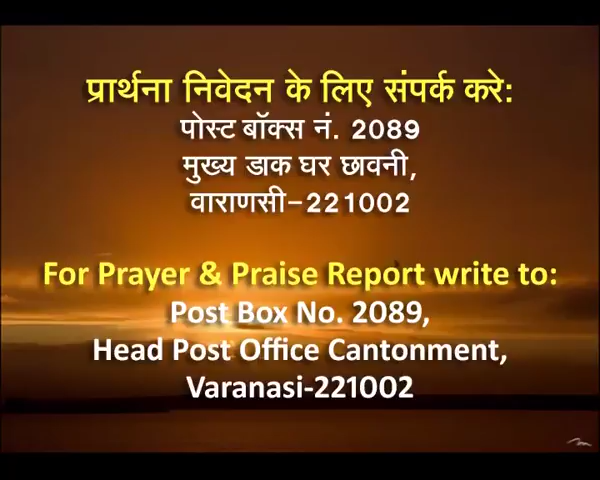 प्रार्थना निवेदन के लिए संपर्क करे:
पोस्ट बॉक्स नं. 2089
मुख्य डाक घर छावनी,
वाराणसी-221002
For Prayer & Praise Report write to:
Post Box No. 2089,
Head Post Office Cantonment,
Varanasi-221002